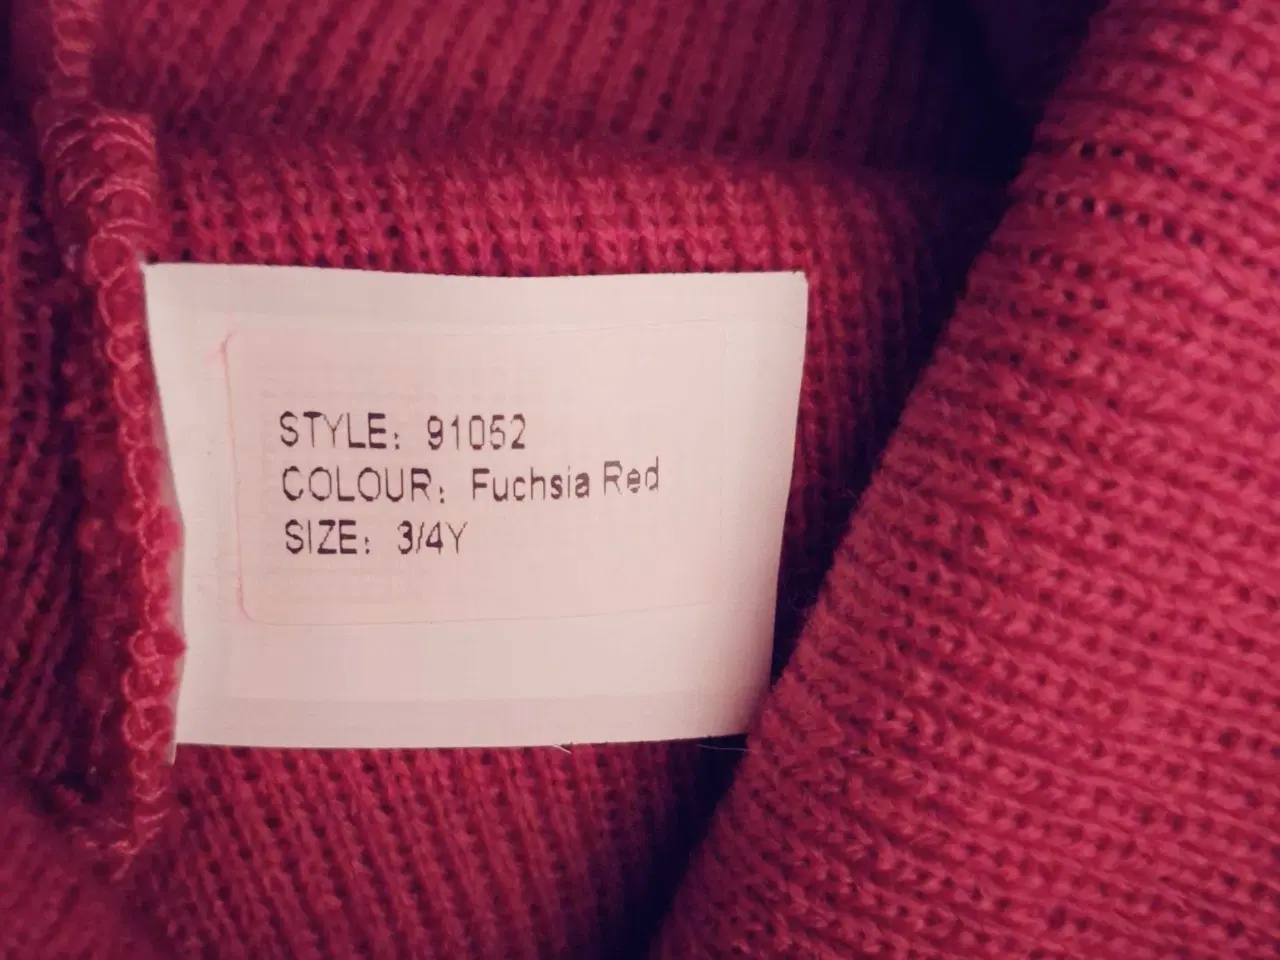 STYLE: 91052
COLOUR: Fuchsia Red
SIZE: 3/4Y